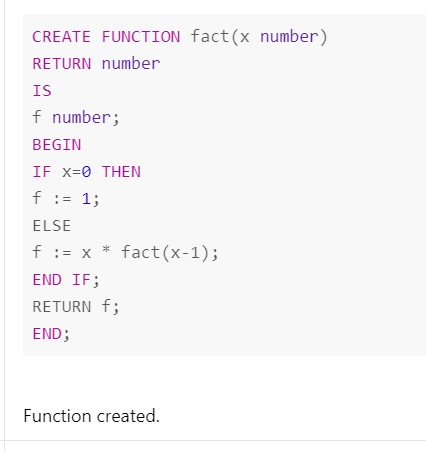 CREATE FUNCTION fact(x number)
RETURN number
IS
f number;
BEGIN
IF x=0 THEN
f := 1;
ELSE
f := x * fact(x-1);
END IF;
RETURN f;
END;
Function created.